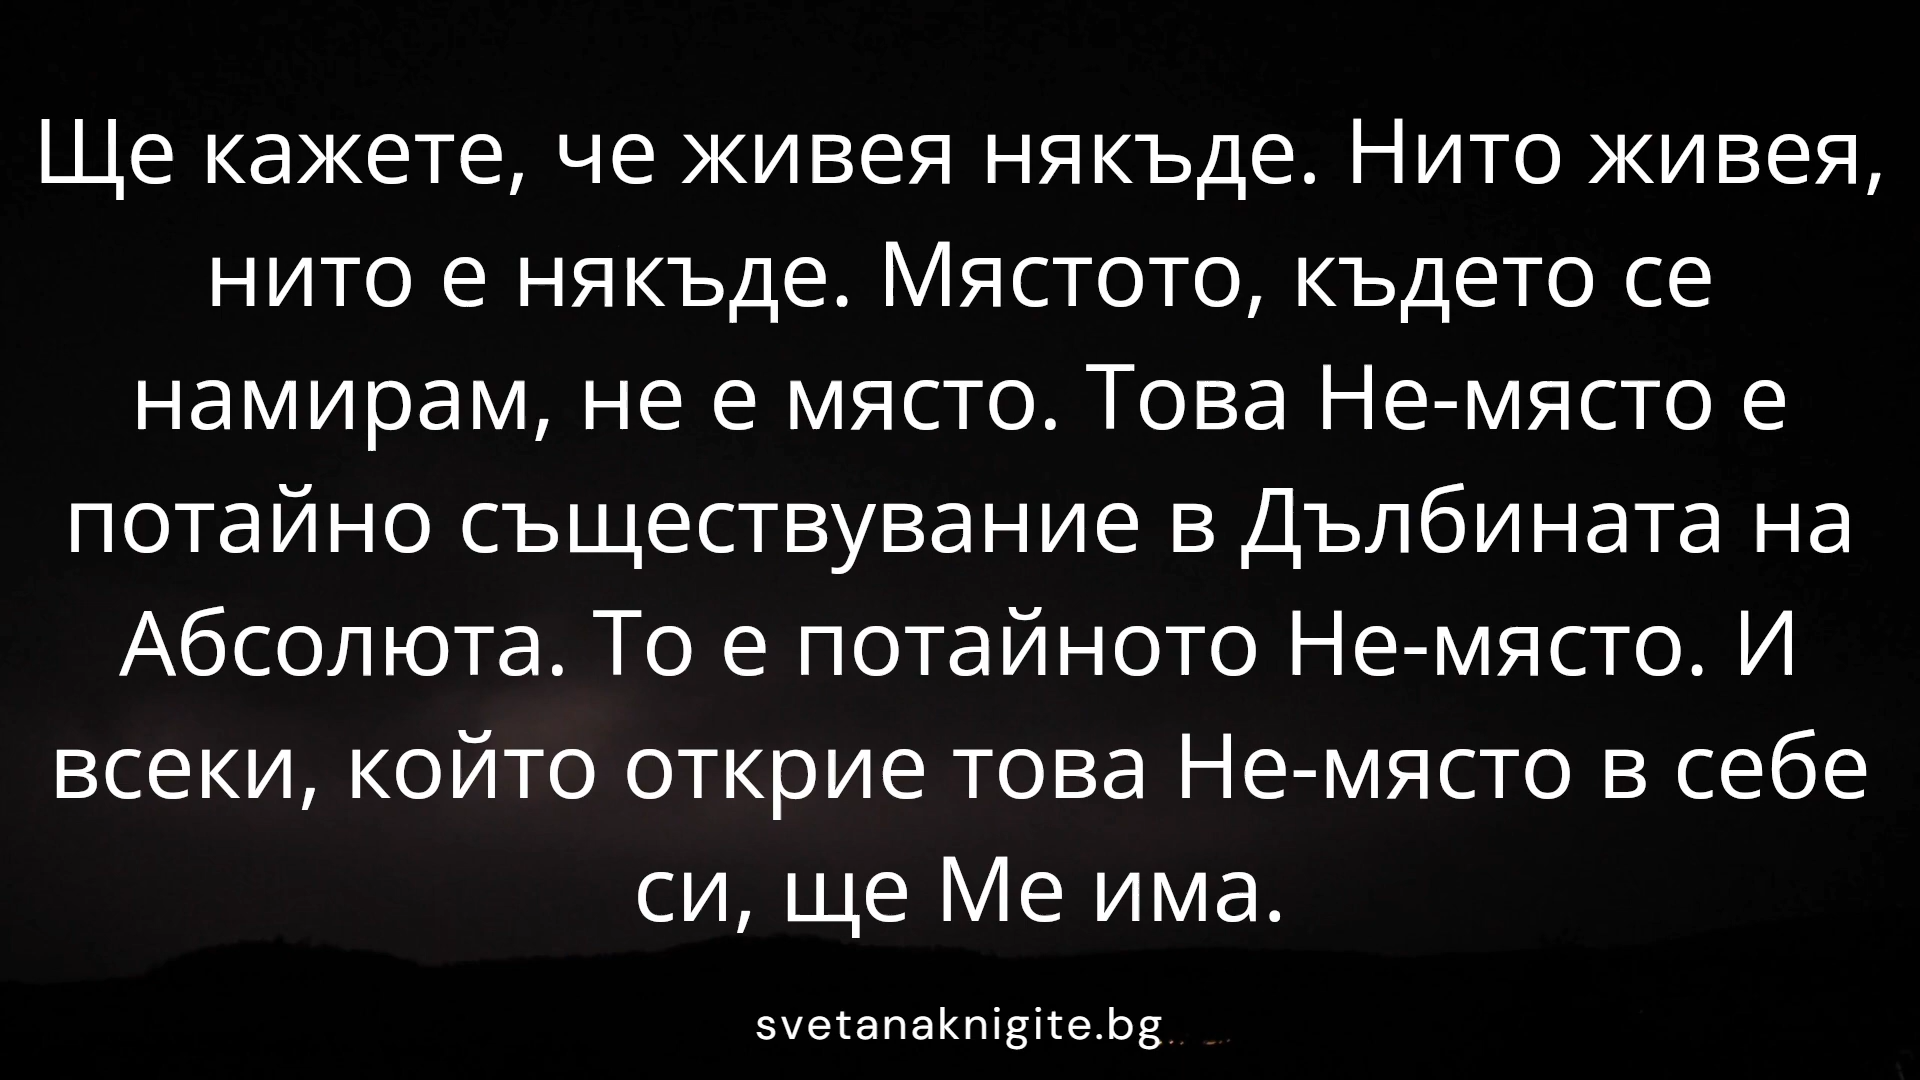 Ще кажете, че живея някъде. Нито живея,
нито е някъде. Мястото, където се
намирам, не е място. Това Не-място е
потайно съществуване в Дълбината на
Абсолюта. То е потайното Не-място. И
всеки, който открие това Не-място в себе
си, ще Ме има.
svetanaknigite.bg